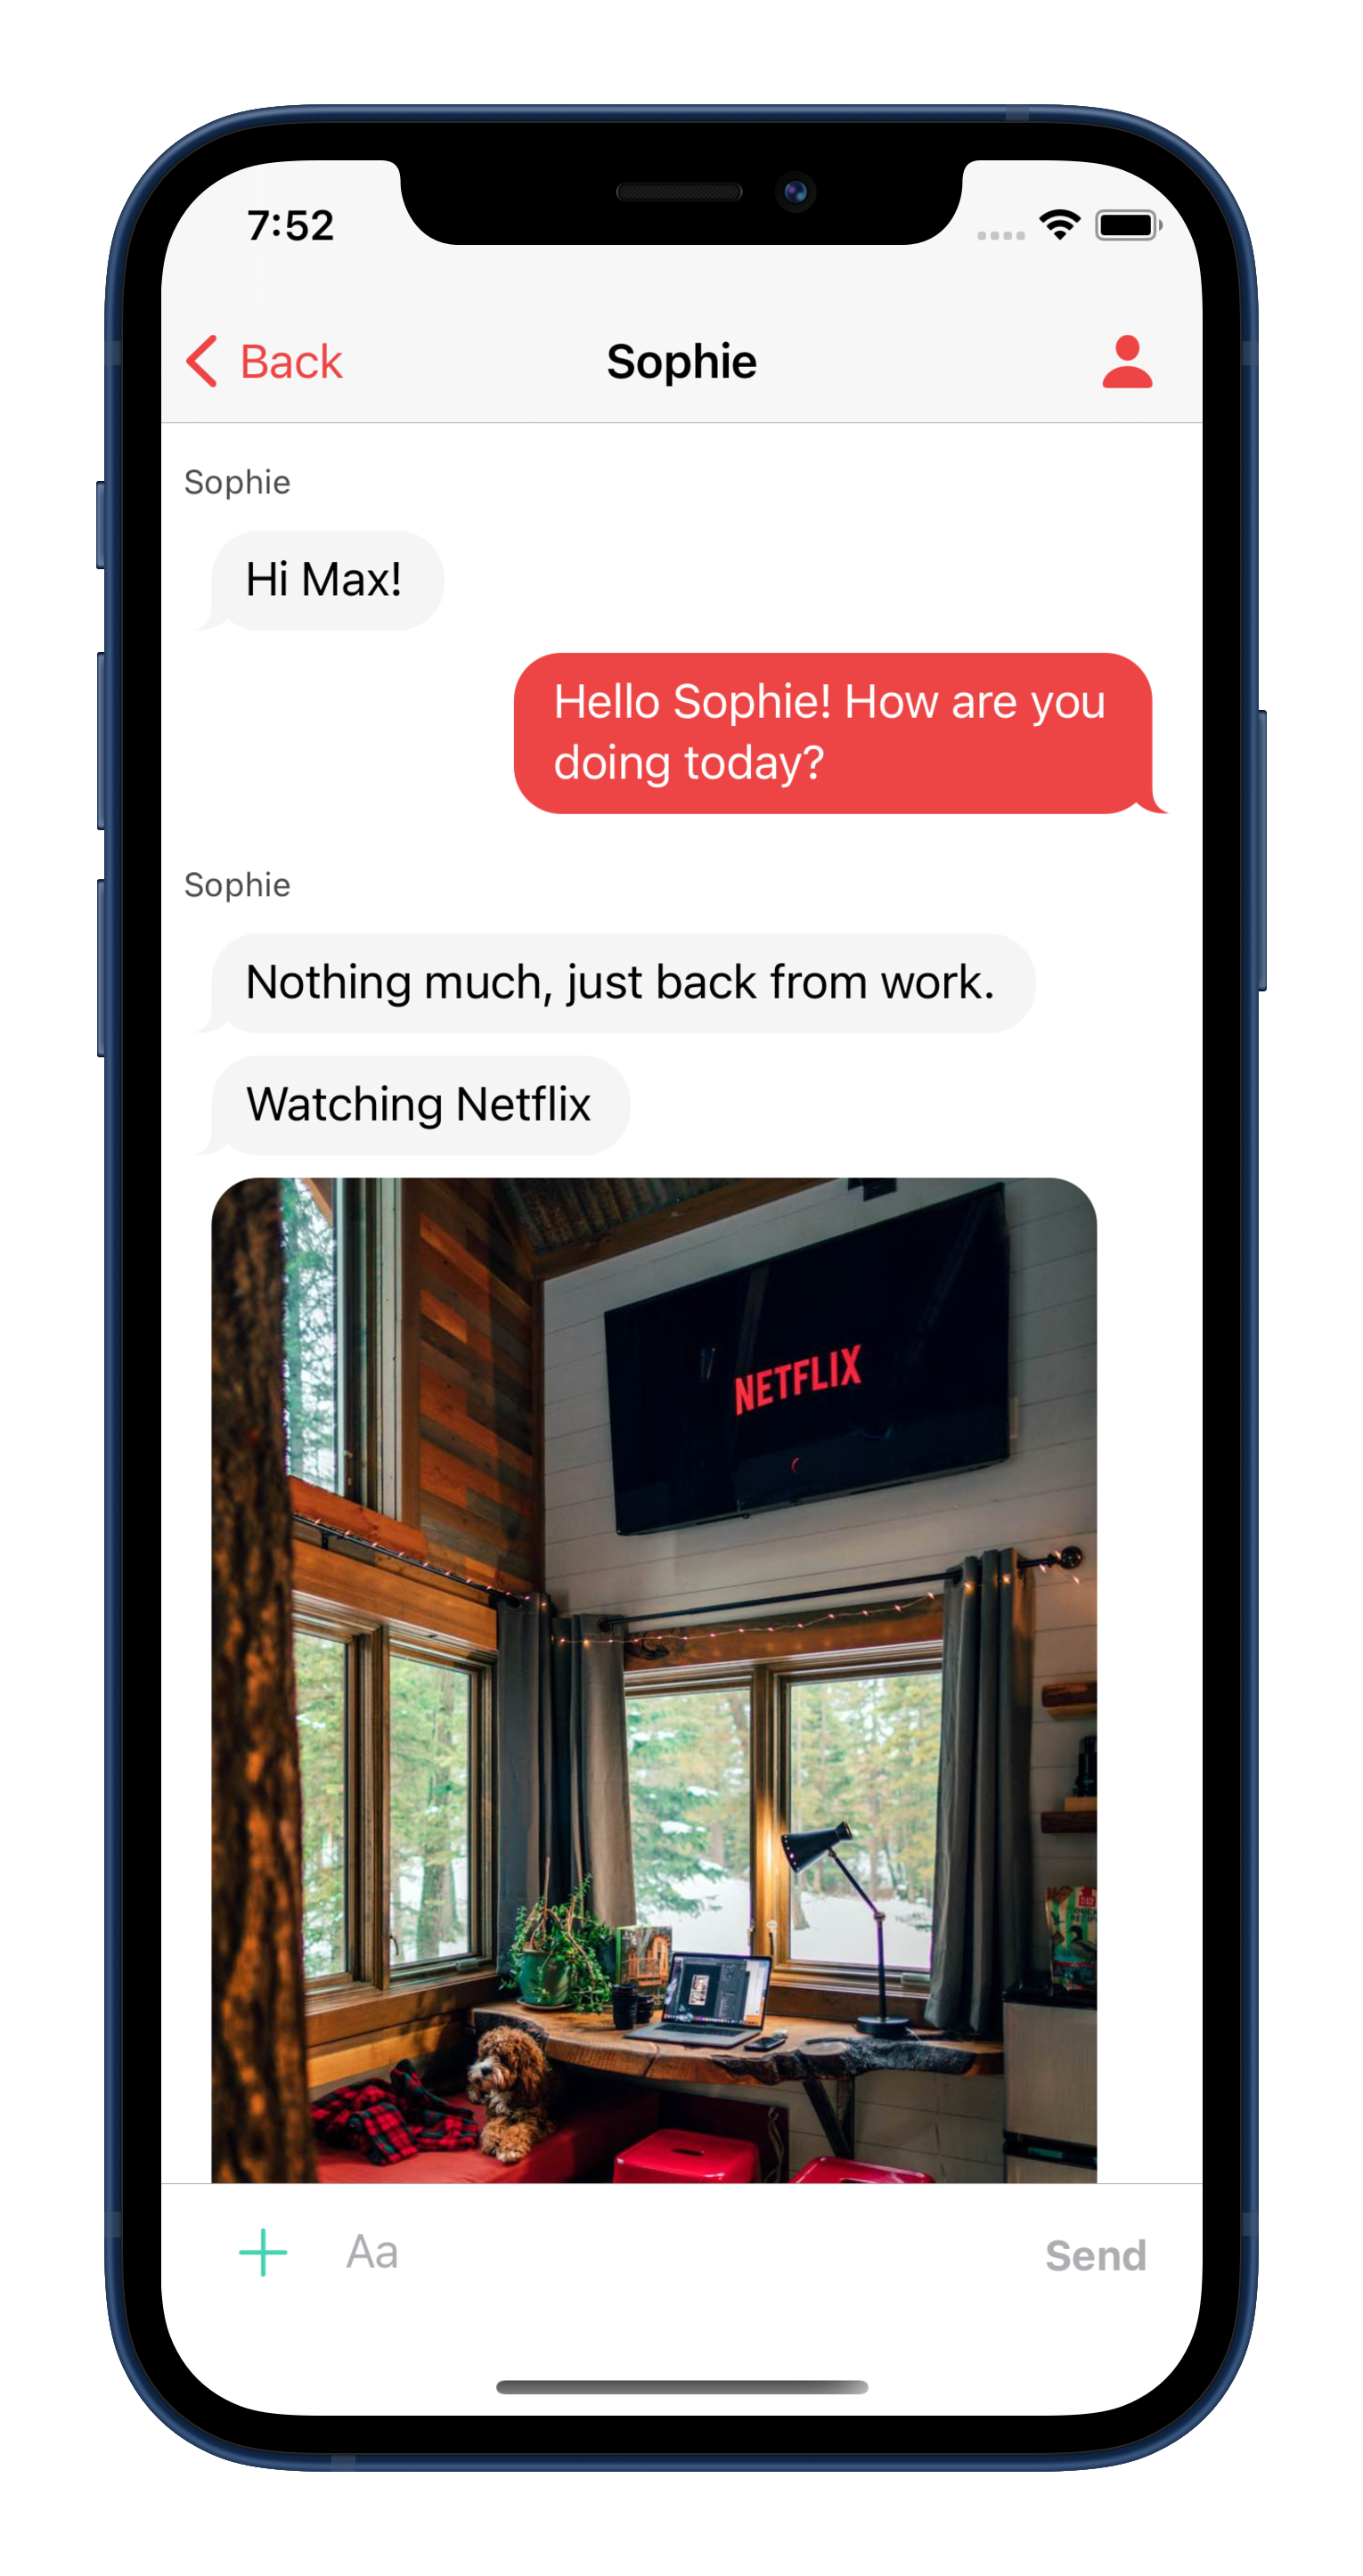 7:52
Back
Sophie
Sophie
Hi Max!
Hello Sophie! How are you
doing today?
Sophie
Nothing much, just back from work.
Watching Netflix
NETFLIX
Aa
Send